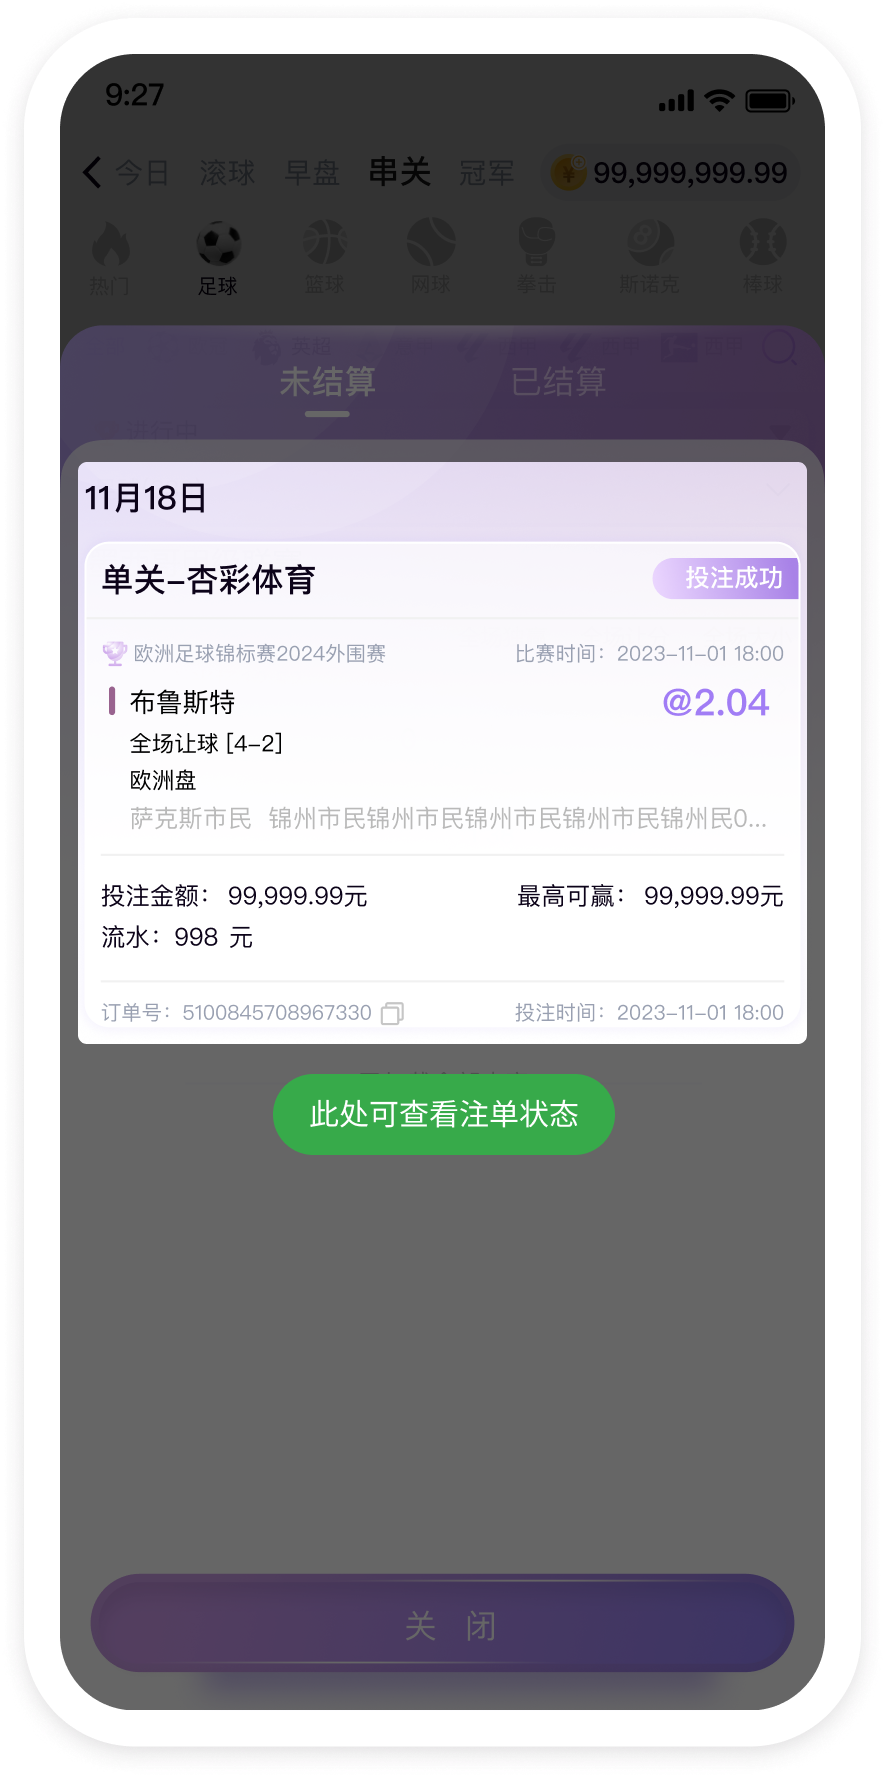 9:27
今日 滚球 早盘 串关 冠军 99,999,999.99
热门 足球 篮球 网球 拳击 斯诺克 棒球
英超 西甲
未结算 已结算
进行中
11月18日
单关-杏彩体育 投注成功
欧洲足球锦标赛2024外围赛 比赛时间：2023-11-01 18:00
布鲁斯特 @2.04
全场让球 [4-2]
欧洲盘
萨克斯市民 锦州市民锦州市民锦州市民锦州市民锦州民0...
投注金额： 99,999.99元 最高可赢： 99,999.99元
流水：998 元
订单号：5100845708967330 投注时间：2023-11-01 18:00
此处可查看注单状态
关 闭